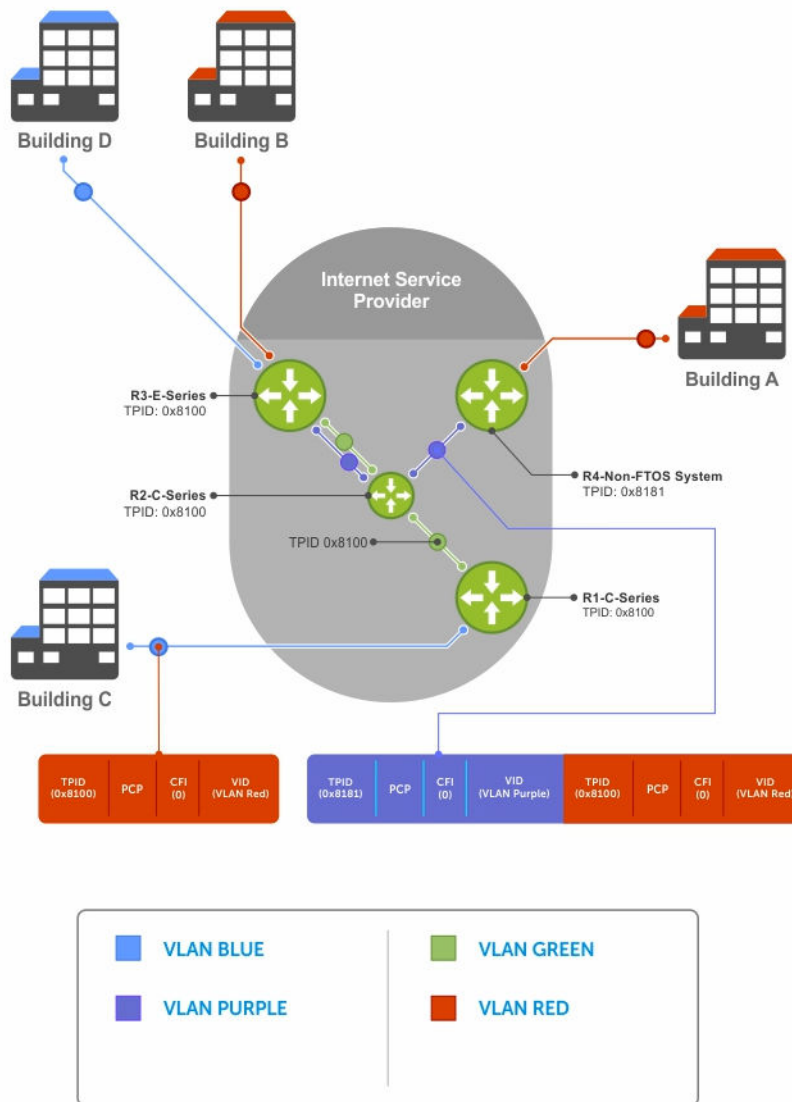 Building D
Building B
Internet Service
Provider
Building A
R3-E-Series
TPID: 0x8100
R4-Non-FTOS System
TPID: 0x8181
R2-C-Series
TPID: 0x8100
TPID 0x8100
R1-C-Series
TPID: 0x8100
Building C
TPID
(0x8100)
PCP
CFI
(0)
VID
(VLAN Red)
TPID
(0x8181)
PCP
CFI
(0)
VID
(VLAN Purple)
TPID
(0x8100)
PCP
CFI
(0)
VID
(VLAN Red)
VLAN BLUE
VLAN GREEN
VLAN PURPLE
VLAN RED